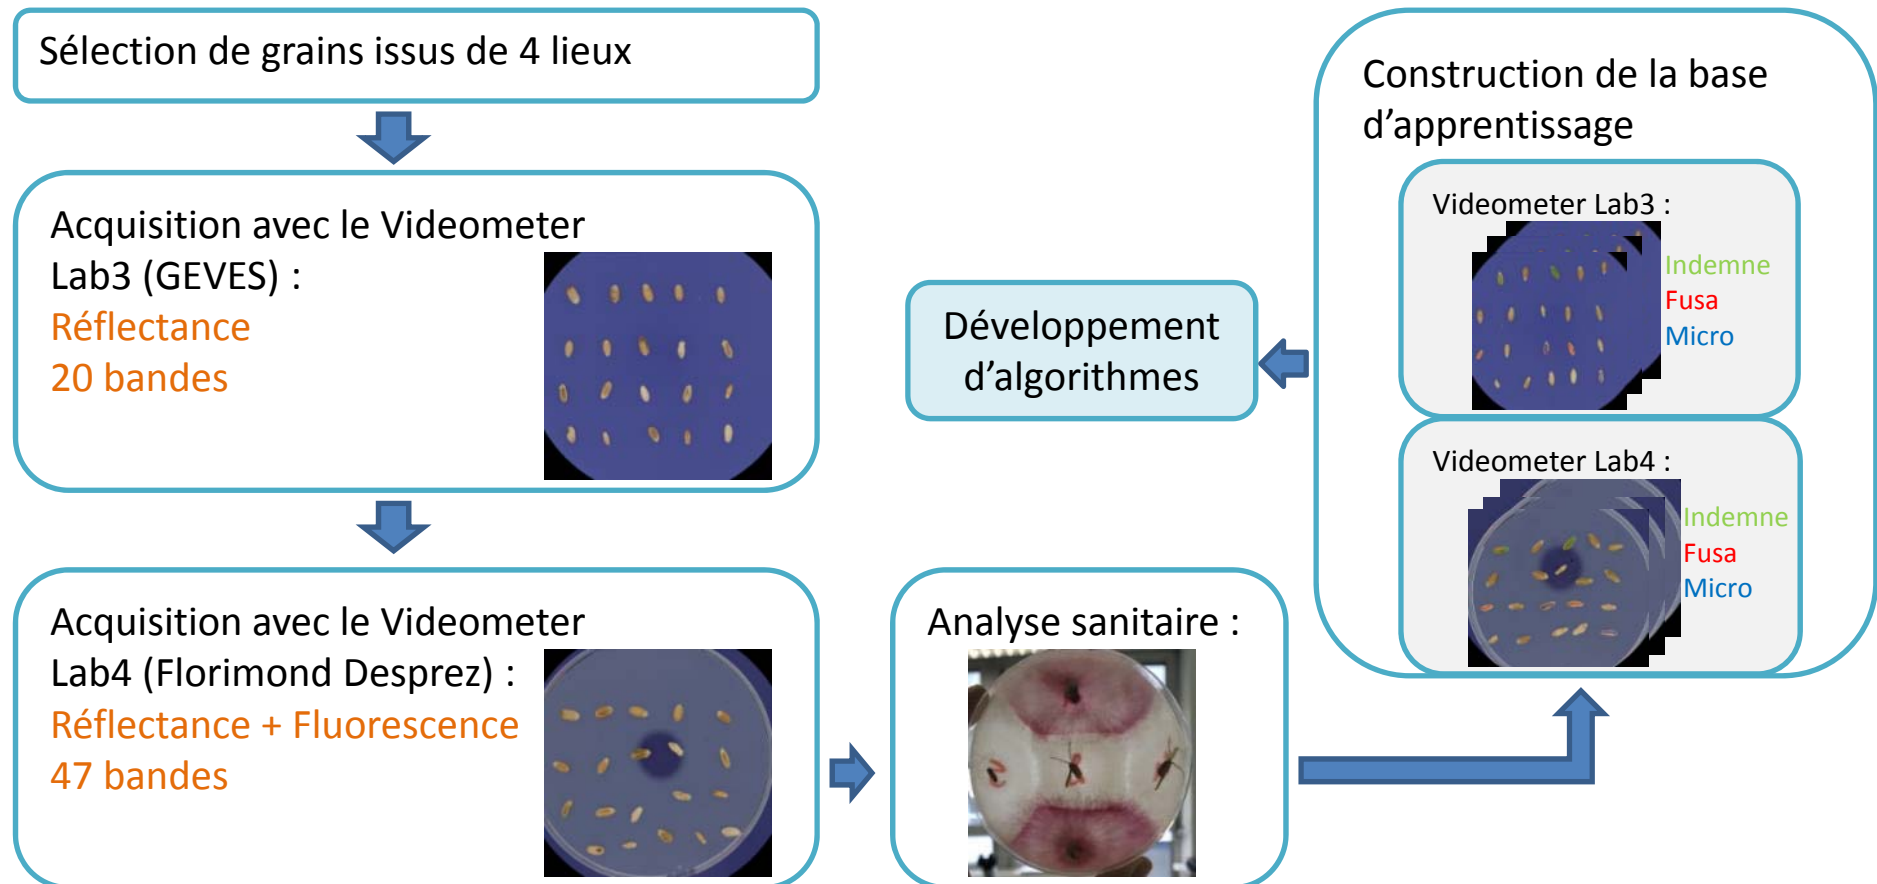 Sélection de grains issus de 4 lieux
Acquisition avec le Videometer
Lab3 (GEVES) :
Réflectance
20 bandes
Acquisition avec le Videometer
Lab4 (Florimond Desprez) :
Réflectance + Fluorescence
47 bandes
Analyse sanitaire :
Construction de la base
d’apprentissage
Videometer Lab3 :
Indemne
Fusa
Micro
Videometer Lab4 :
Indemne
Fusa
Micro
Développement
d’algorithmes